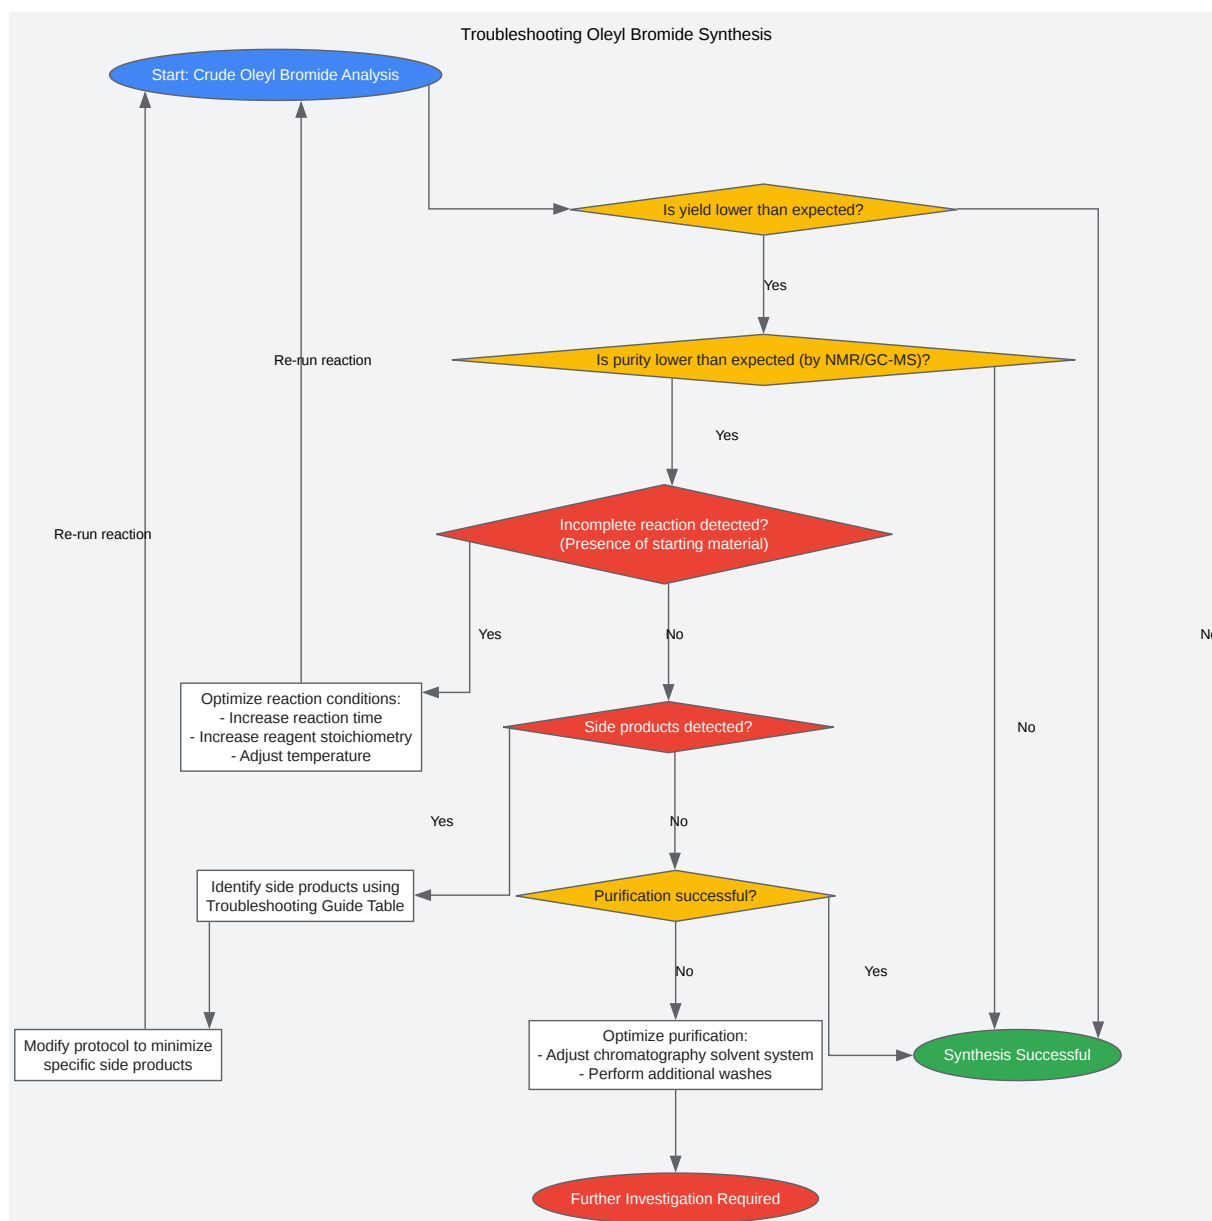 Troubleshooting Oleyl Bromide Synthesis
Start: Crude Oleyl Bromide Analysis
Is yield lower than expected?
Yes
Is purity lower than expected (by NMR/GC-MS)?
Re-run reaction
Yes
Incomplete reaction detected?
(Presence of starting material)
Re-run reaction
Yes
No
Optimize reaction conditions:
- Increase reaction time
- Increase reagent stoichiometry
- Adjust temperature
Side products detected?
No
Yes
No
Identify side products using
Troubleshooting Guide Table
Purification successful?
No
Yes
Modify protocol to minimize
specific side products
Optimize purification:
- Adjust chromatography solvent system
- Perform additional washes
Synthesis Successful
Further Investigation Required